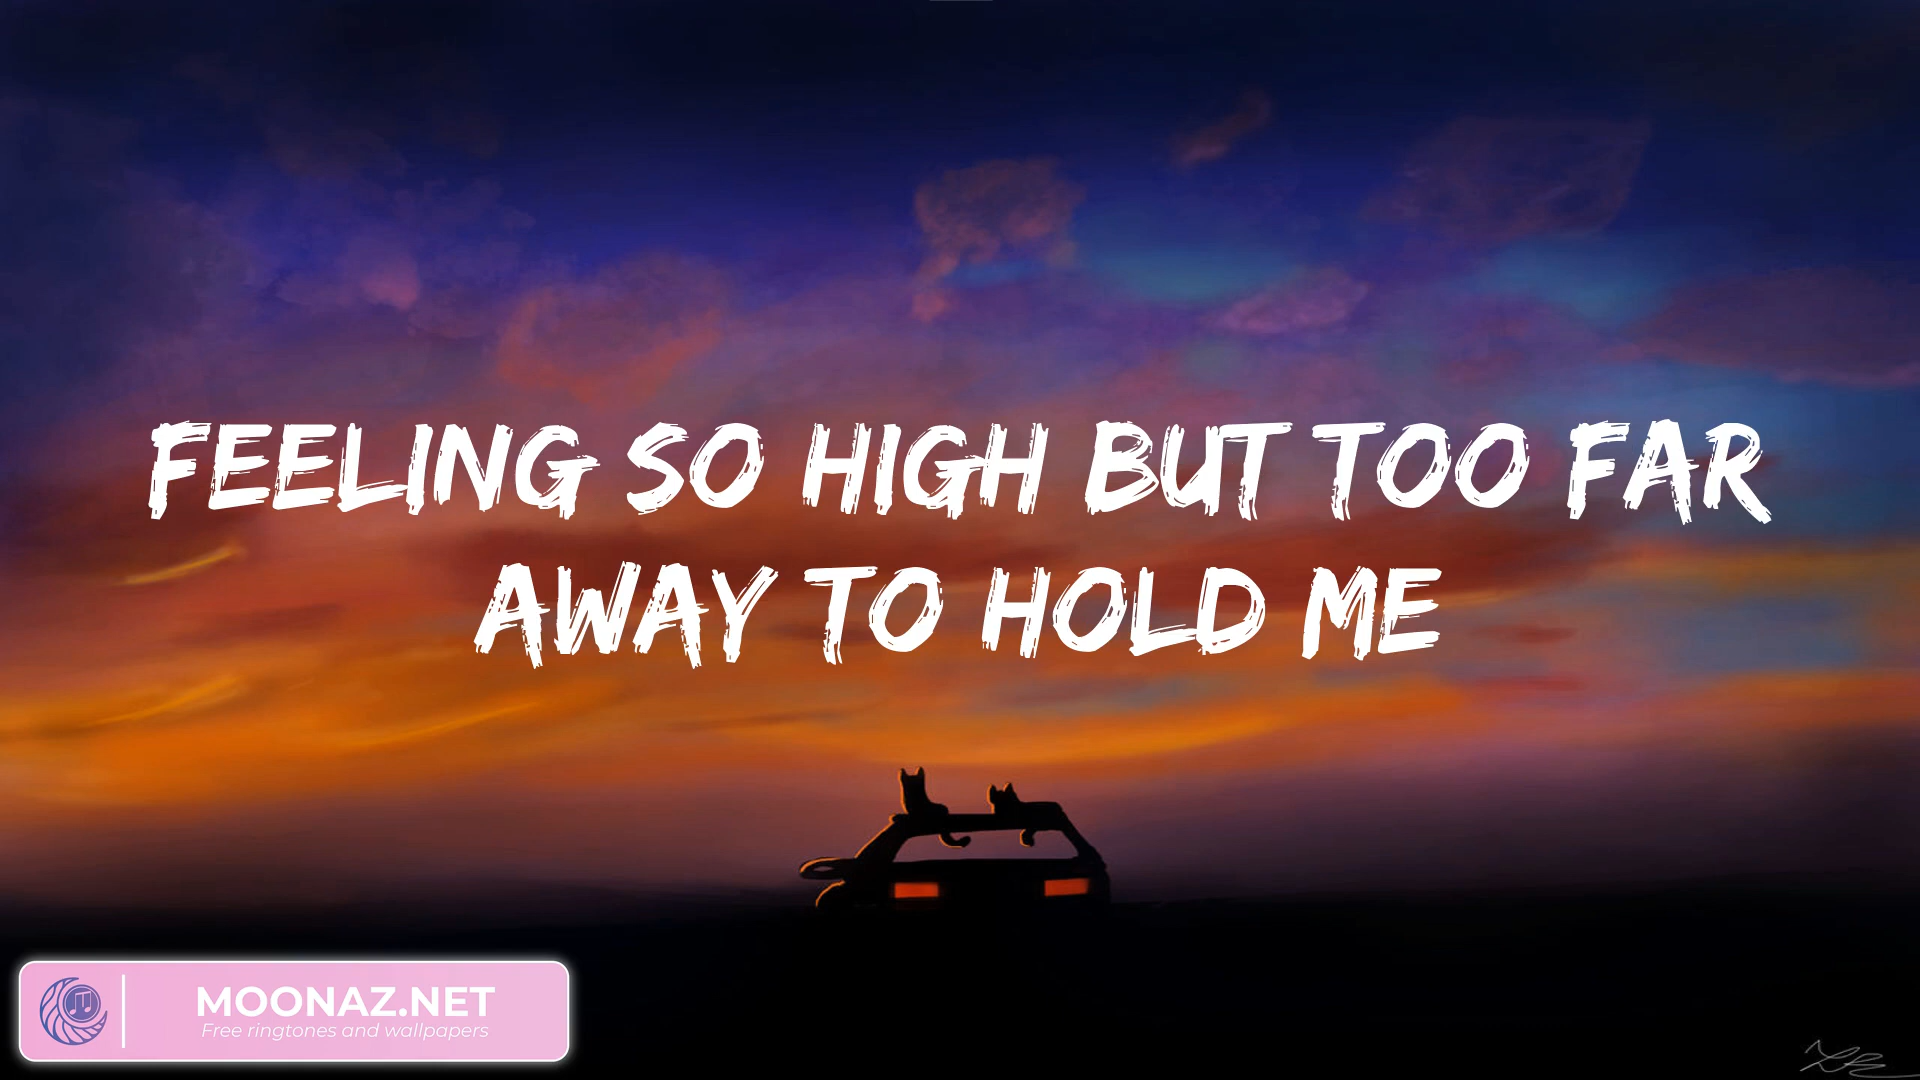 FEELING SO HIGH BUT TOO FAR
AWAY TO HOLD ME
MOONAZ.NET
Free ringtones and wallpapers